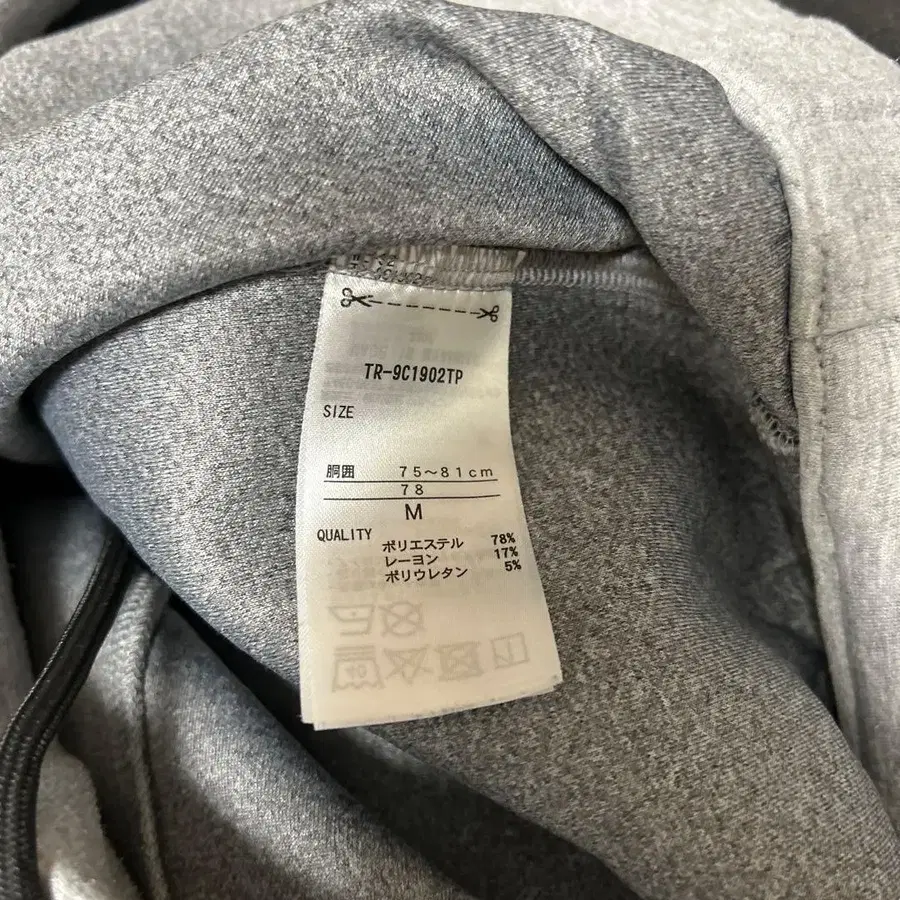 TR-9C1902TP
SIZE
胴囲 75~81cm
78
M
QUALITY
ポリエステル 78%
レーヨン 17%
ポリウレタン 5%